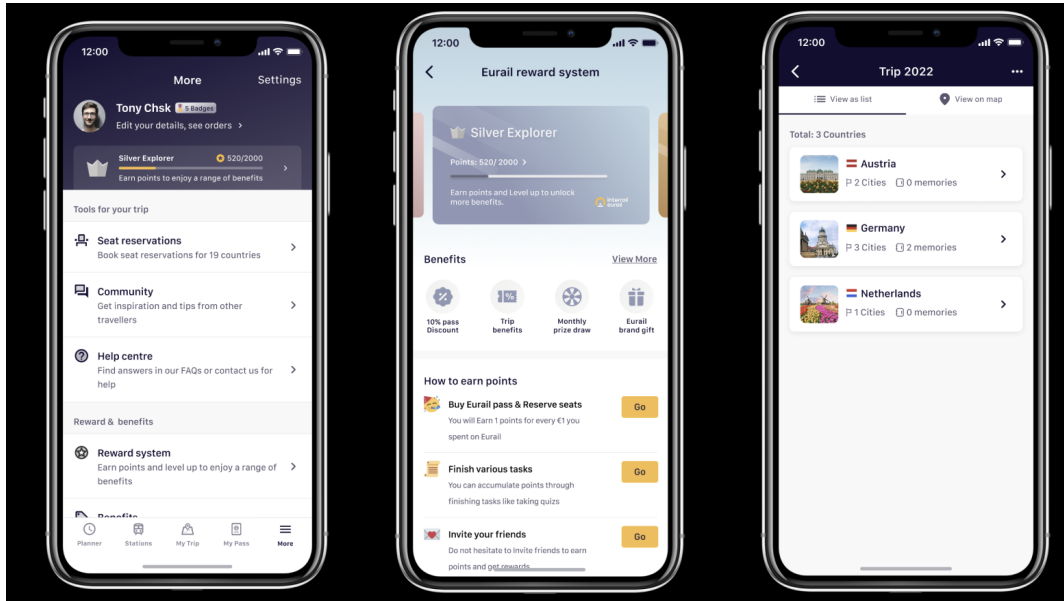 12:00
More
Settings
Tony Chsk
5 Badges
Edit your details, see orders >
Silver Explorer
520/2000
Earn points to enjoy a range of benefits
Tools for your trip
Seat reservations
Book seat reservations for 19 countries
Community
Get inspiration and tips from other
travellers
Help centre
Find answers in our FAQs or contact us for
help
Reward & benefits
Reward system
Earn points and level up to enjoy a range of
benefits
Benefits
Planner
Stations
My Trip
My Pass
More
12:00
Eurail reward system
Silver Explorer
Points: 520/ 2000 >
Earn points and Level up to unlock
more benefits.
Interrail
Eurail
Benefits
View More
10% pass
Discount
Trip
benefits
Monthly
prize draw
Eurail
brand gift
How to earn points
Buy Eurail pass & Reserve seats
You will Earn 1 points for every €1 you
spent on Eurail
Go
Finish various tasks
You can accumulate points through
finishing tasks like taking quizs
Go
Invite your friends
Do not hesitate to Invite friends to earn
points and get rewards
Go
12:00
Trip 2022
View as list
View on map
Total: 3 Countries
Austria
2 Cities
0 memories
Germany
3 Cities
2 memories
Netherlands
1 Cities
0 memories